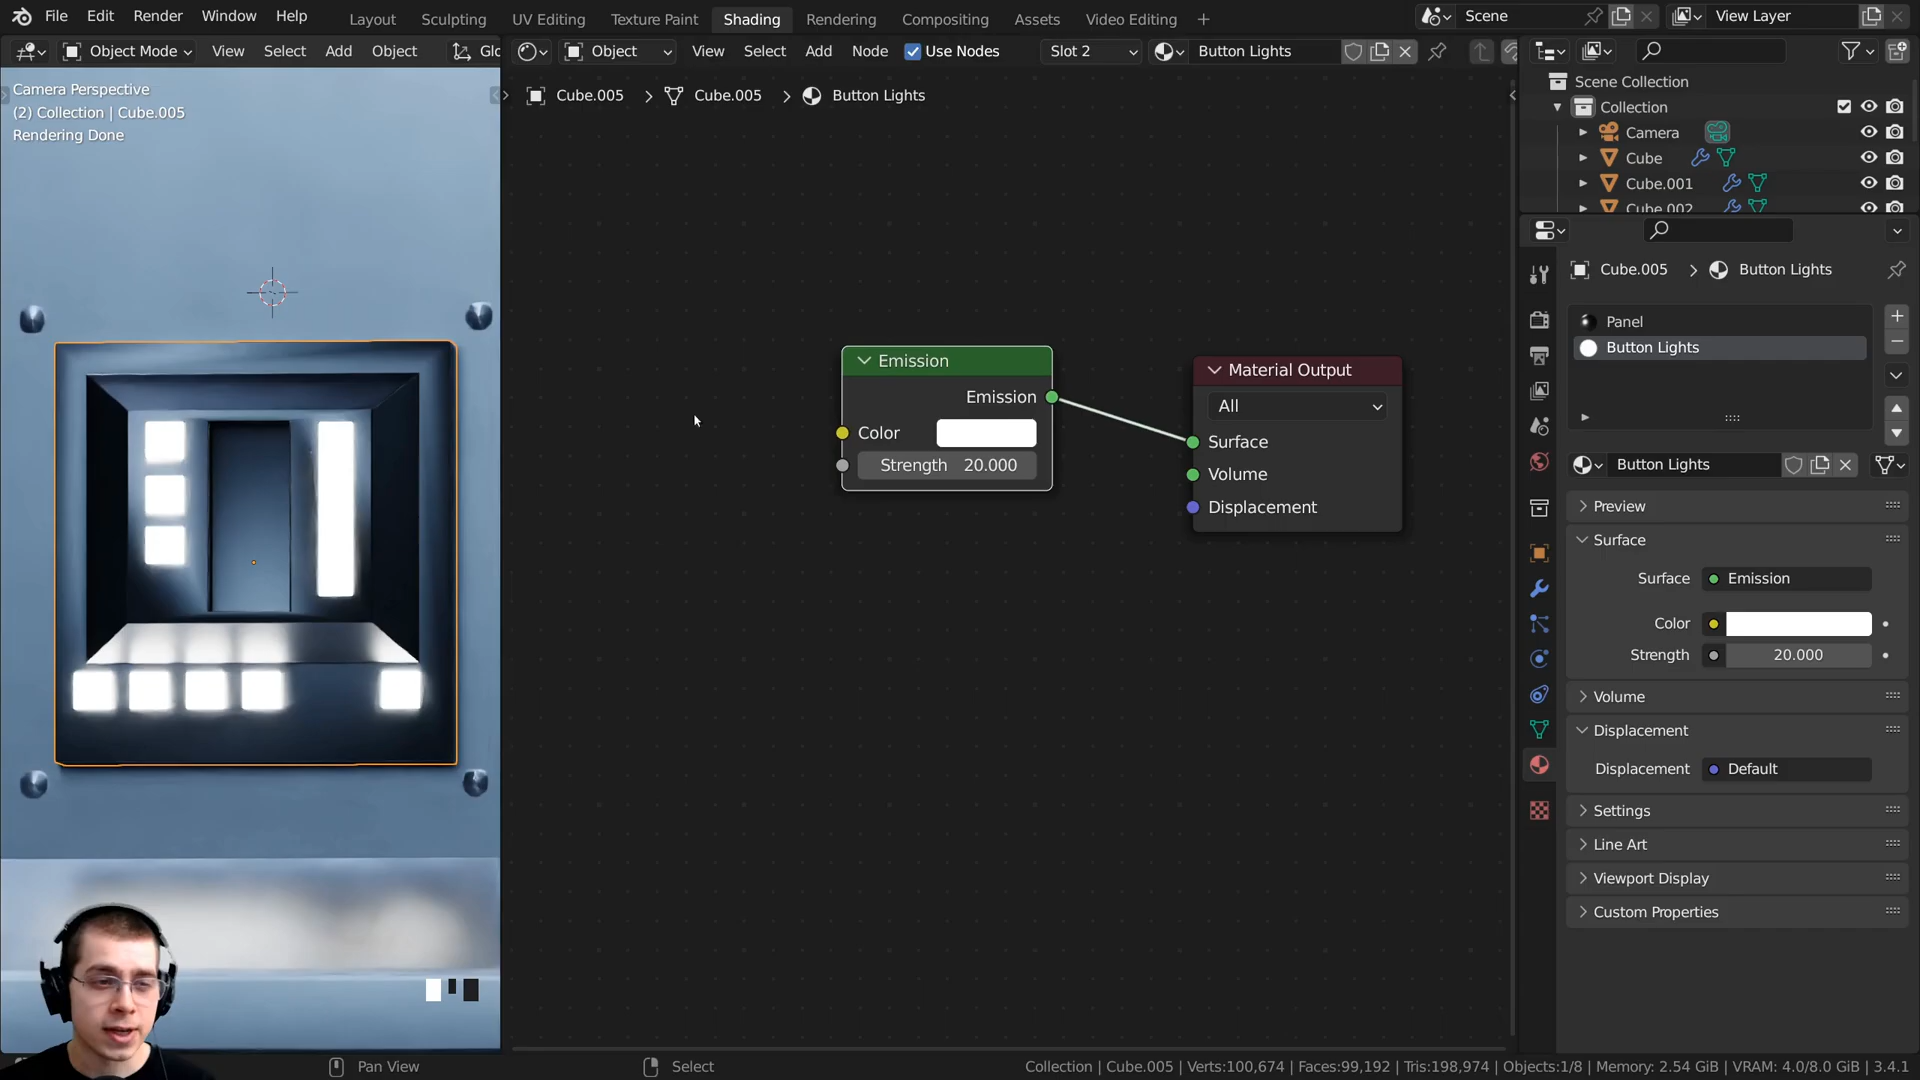 File Edit Render Window Help Layout Sculpting UV Editing Texture Paint Shading Rendering Compositing Assets Video Editing + Scene View Layer
Object Mode View Select Add Object Object View Select Add Node Use Nodes Slot 2 Button Lights
Camera Perspective
(2) Collection | Cube.005
Rendering Done
Cube.005 > Cube.005 > Button Lights
Emission
Emission
Color
Strength 20.000
Material Output
All
Surface
Volume
Displacement
Scene Collection
Collection
Camera
Cube
Cube.001
Cube.002
Cube.005 > Button Lights
Panel
Button Lights
Button Lights
Preview
Surface
Surface Emission
Color
Strength 20.000
Volume
Displacement
Displacement Default
Settings
Line Art
Viewport Display
Custom Properties
Pan View Select Collection | Cube.005 | Verts:100,674 | Faces:99,192 | Tris:198,974 | Objects:1/8 | Memory: 2.54 GiB | VRAM: 4.0/8.0 GiB | 3.4.1